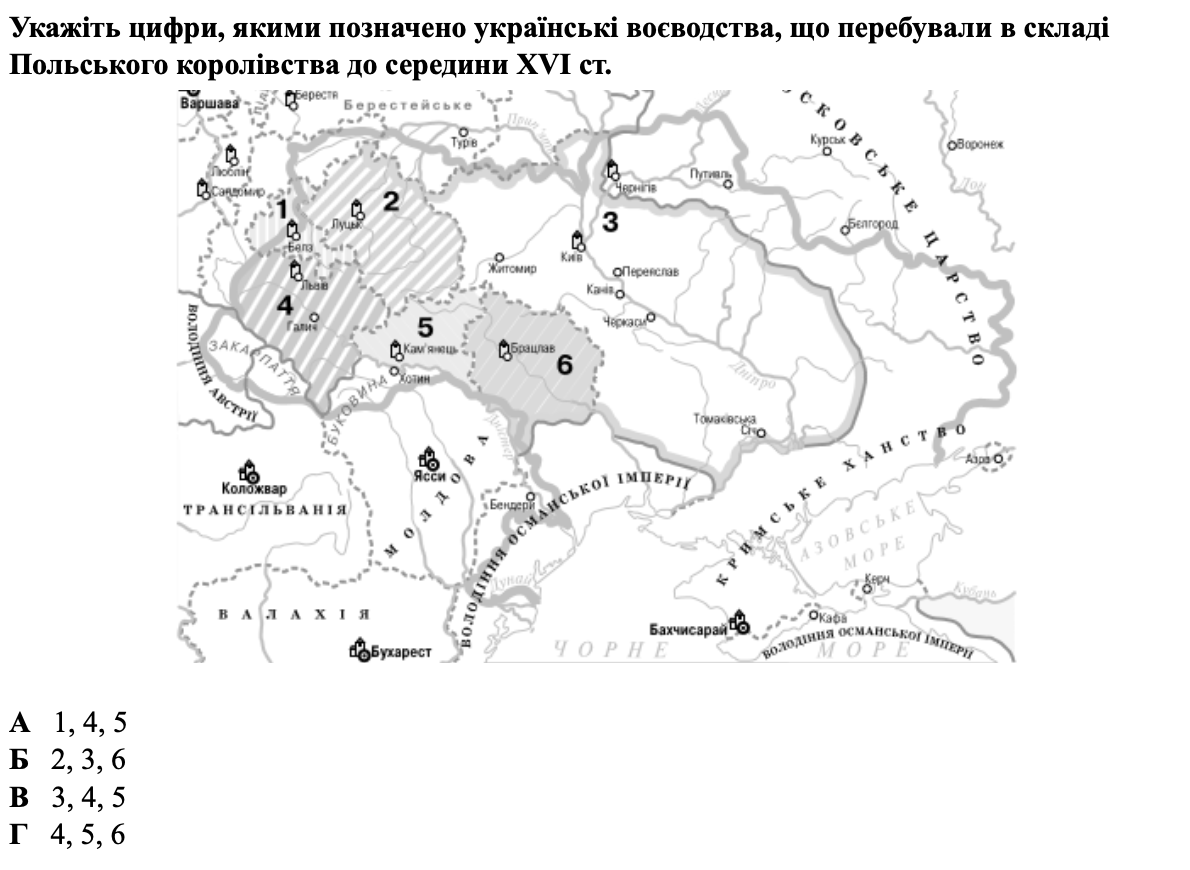 Укажіть цифри, якими позначено українські воєводства, що перебували в складі
Польського королівства до середини XVI ст.
Варшава
Берестя
Берестейське
Турів
Прип'ять
Десна
МОСКОВСЬКЕ ЦАРСТВО
Курськ
Воронеж
Дон
Люблін
Сандомир
Чернігів
Путивль
1
2
3
Луцьк
Белз
Київ
Бєлгород
Житомир
Переяслав
Львів
Канів
4
Галич
Черкаси
5
Кам'янець
Брацлав
6
ЗАКАРПАТТЯ
ВОЛОДІННЯ АВСТРІЇ
Хотин
БУКОВИНА
Дніпро
Дністер
Томаківська
Січ
КРИМСЬКЕ ХАНСТВО
Азов
Ясси
Коложвар
ТРАНСІЛЬВАНІЯ
МОЛДОВА
Бендери
ВОЛОДІННЯ ОСМАНСЬКОЇ ІМПЕРІЇ
АЗОВСЬКЕ
МОРЕ
Дунай
Керч
Кубань
ВАЛАХІЯ
Бухарест
Бахчисарай
Кафа
ВОЛОДІННЯ ОСМАНСЬКОЇ ІМПЕРІЇ
ЧОРНЕ МОРЕ
А 1, 4, 5
Б 2, 3, 6
В 3, 4, 5
Г 4, 5, 6